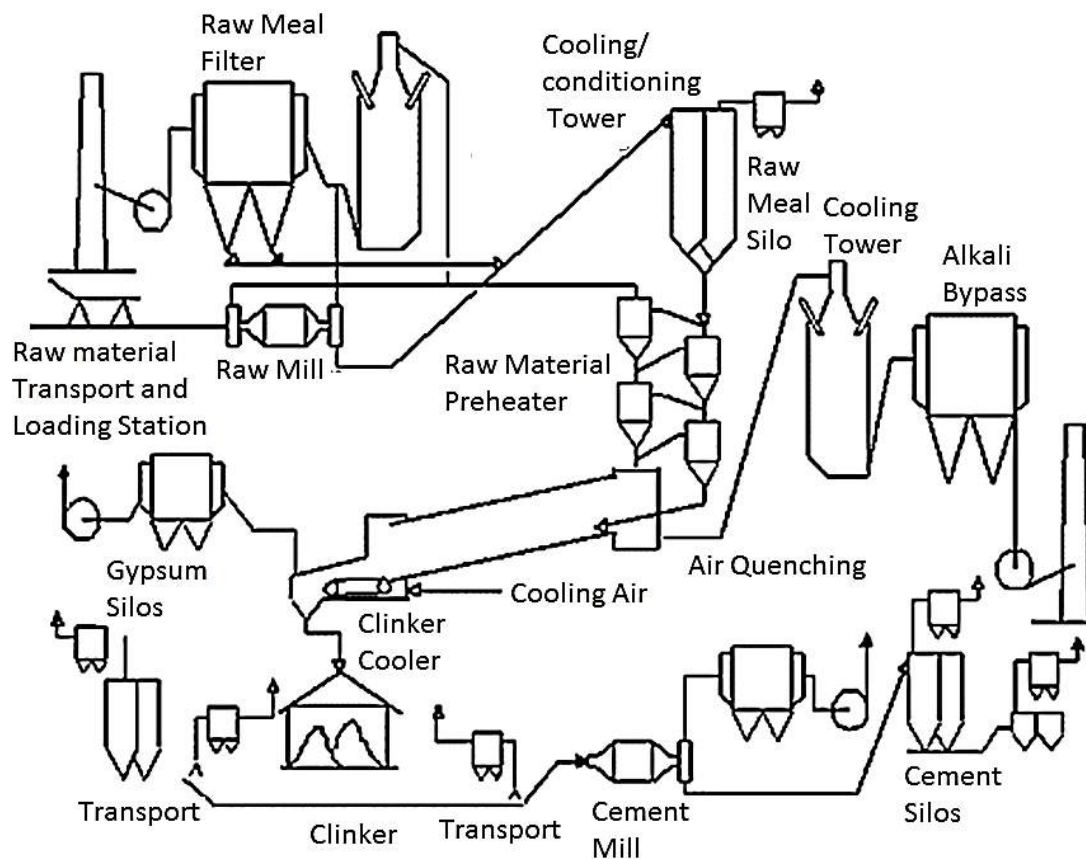 Raw Meal
Filter
Cooling/
conditioning
Tower
Raw
Meal
Silo
Cooling
Tower
Alkali
Bypass
Raw material
Transport and
Loading Station
Raw Mill
Raw Material
Preheater
Gypsum
Silos
Air Quenching
Cooling Air
Clinker
Cooler
Transport
Clinker
Transport
Cement
Mill
Cement
Silos